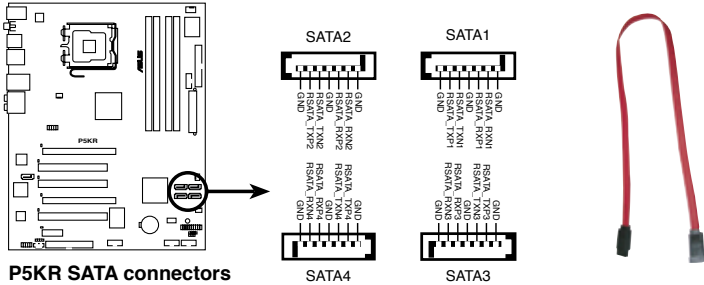 SATA2
SATA1
GND
RSATA_TXP2
RSATA_TXN2
GND
RSATA_RXP2
RSATA_RXN2
GND
GND
RSATA_TXP1
RSATA_TXN1
GND
RSATA_RXP1
RSATA_RXN1
GND
ASUS
P5KR
GND
RSATA_RXN4
RSATA_RXP4
GND
RSATA_TXN4
RSATA_TXP4
GND
GND
RSATA_RXN3
RSATA_RXP3
GND
RSATA_TXN3
RSATA_TXP3
GND
SATA4
SATA3
P5KR SATA connectors